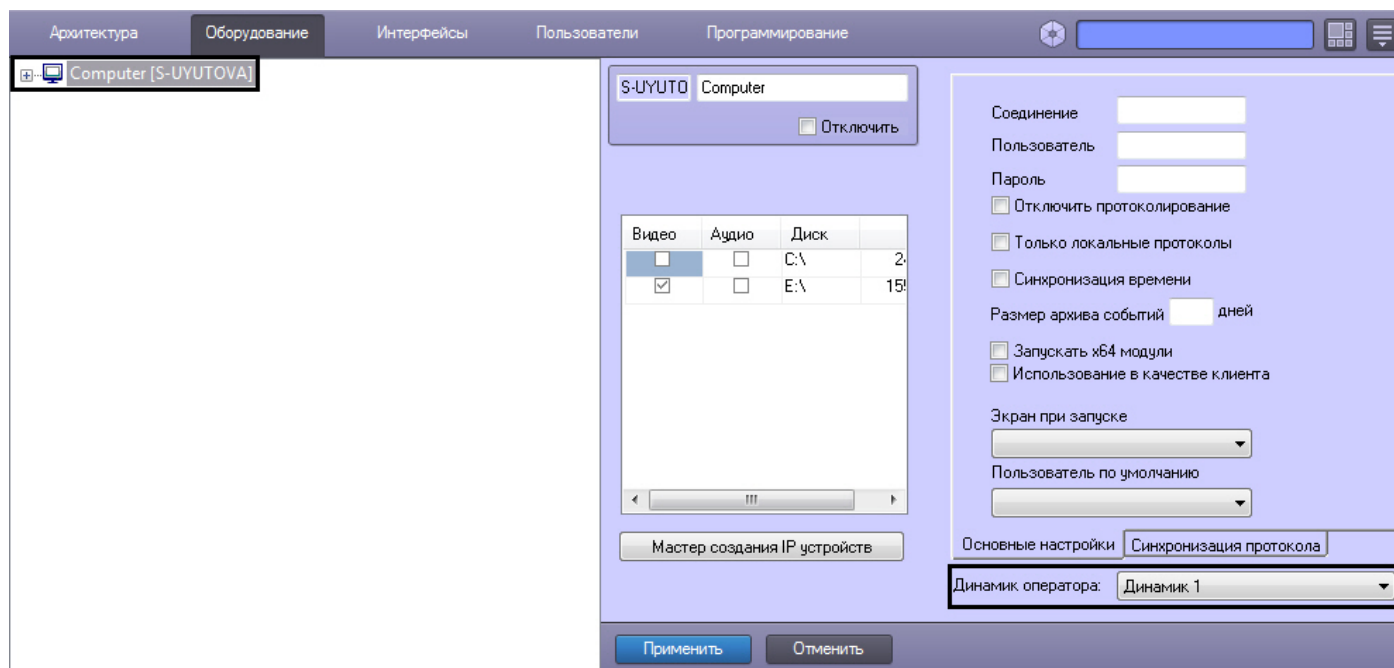 Архитектура Оборудование Интерфейсы Пользователи Программирование
Computer [S-UYUTOVA]
S-UYUTO Computer
Отключить
Видео Аудио Диск
C:\ 2
E:\ 15
Мастер создания IP устройств
Соединение
Пользователь
Пароль
Отключить протоколирование
Только локальные протоколы
Синхронизация времени
Размер архива событий дней
Запускать x64 модули
Использование в качестве клиента
Экран при запуске
Пользователь по умолчанию
Основные настройки Синхронизация протокола
Динамик оператора: Динамик 1
Применить Отменить